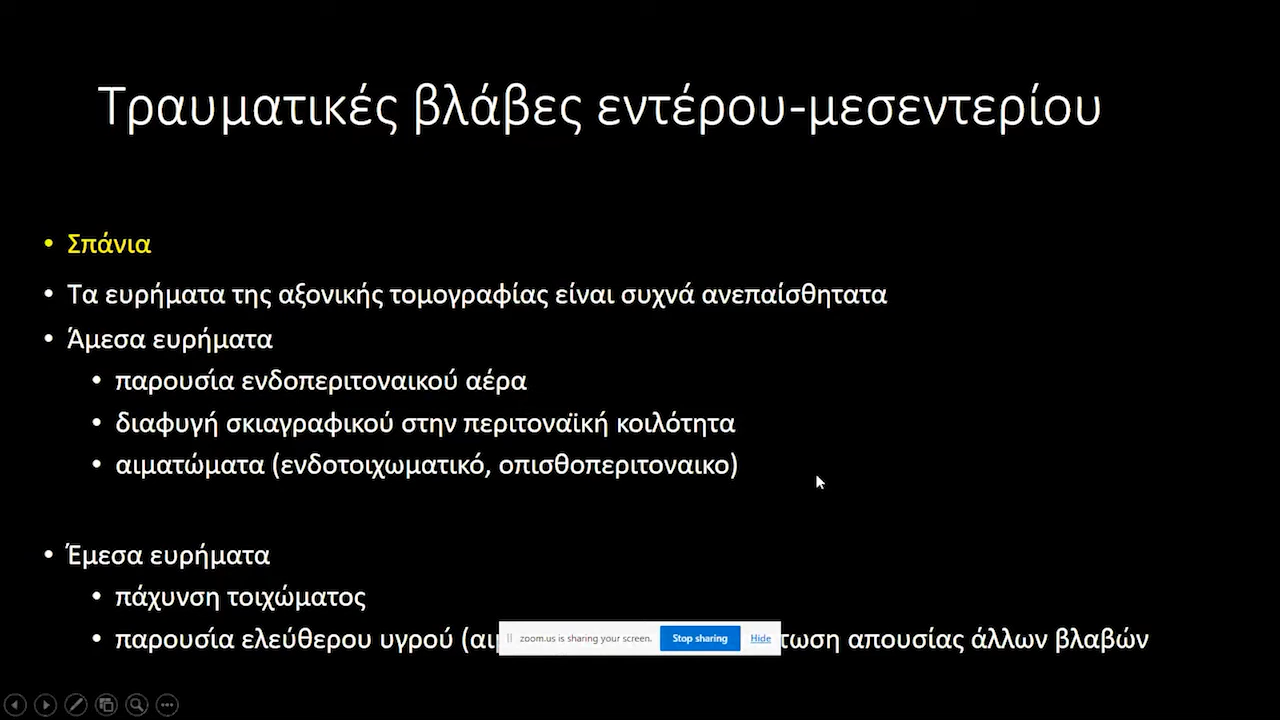 Τραυματικές βλάβες εντέρου-μεσεντερίου
• Σπάνια
• Τα ευρήματα της αξονικής τομογραφίας είναι συχνά ανεπαίσθητατα
• Άμεσα ευρήματα
• παρουσία ενδοπεριτοναικού αέρα
• διαφυγή σκιαγραφικού στην περιτοναϊκή κοιλότητα
• αιματώματα (ενδοτοιχωματικό, οπισθοπεριτοναικο)
• Έμεσα ευρήματα
• πάχυνση τοιχώματος
• παρουσία ελεύθερου υγρού απουσίας άλλων βλαβών
zoom.us is sharing your screen. Stop sharing Hide